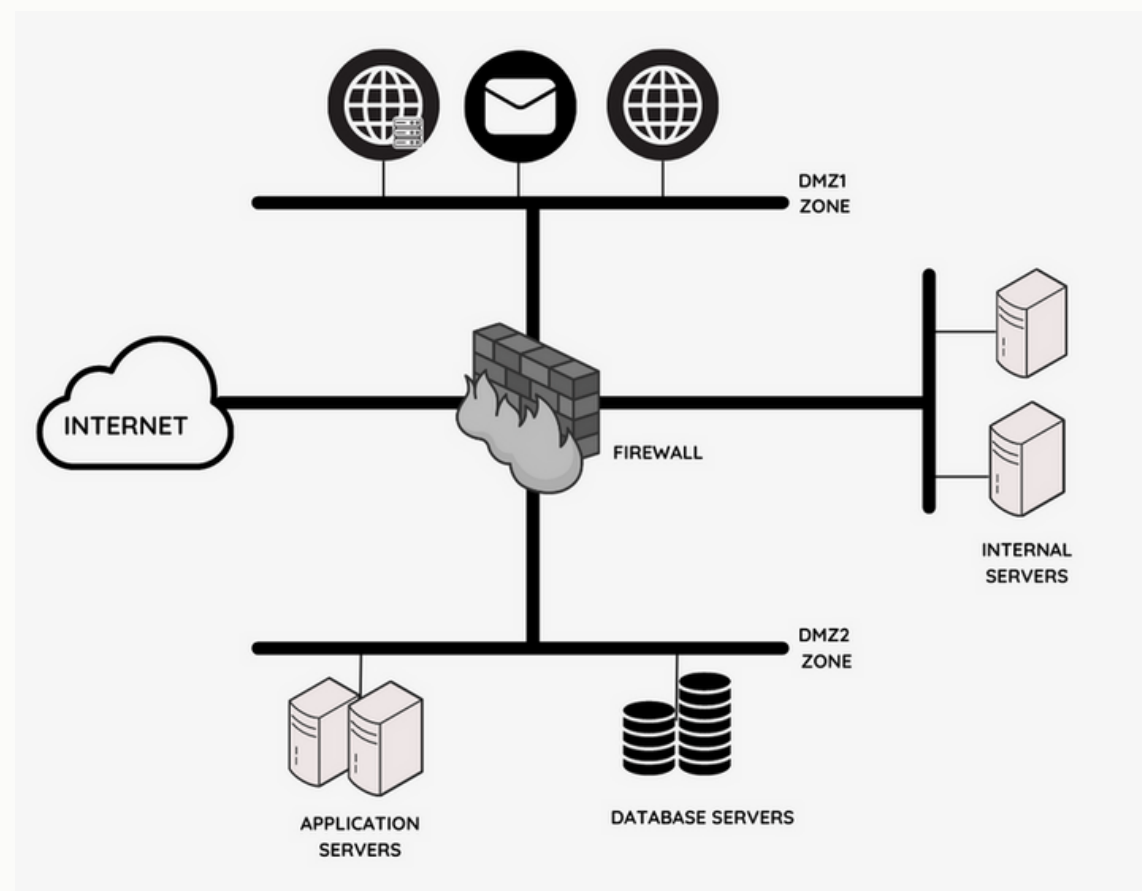 DMZ1
ZONE
INTERNET
FIREWALL
INTERNAL
SERVERS
DMZ2
ZONE
APPLICATION
SERVERS
DATABASE SERVERS